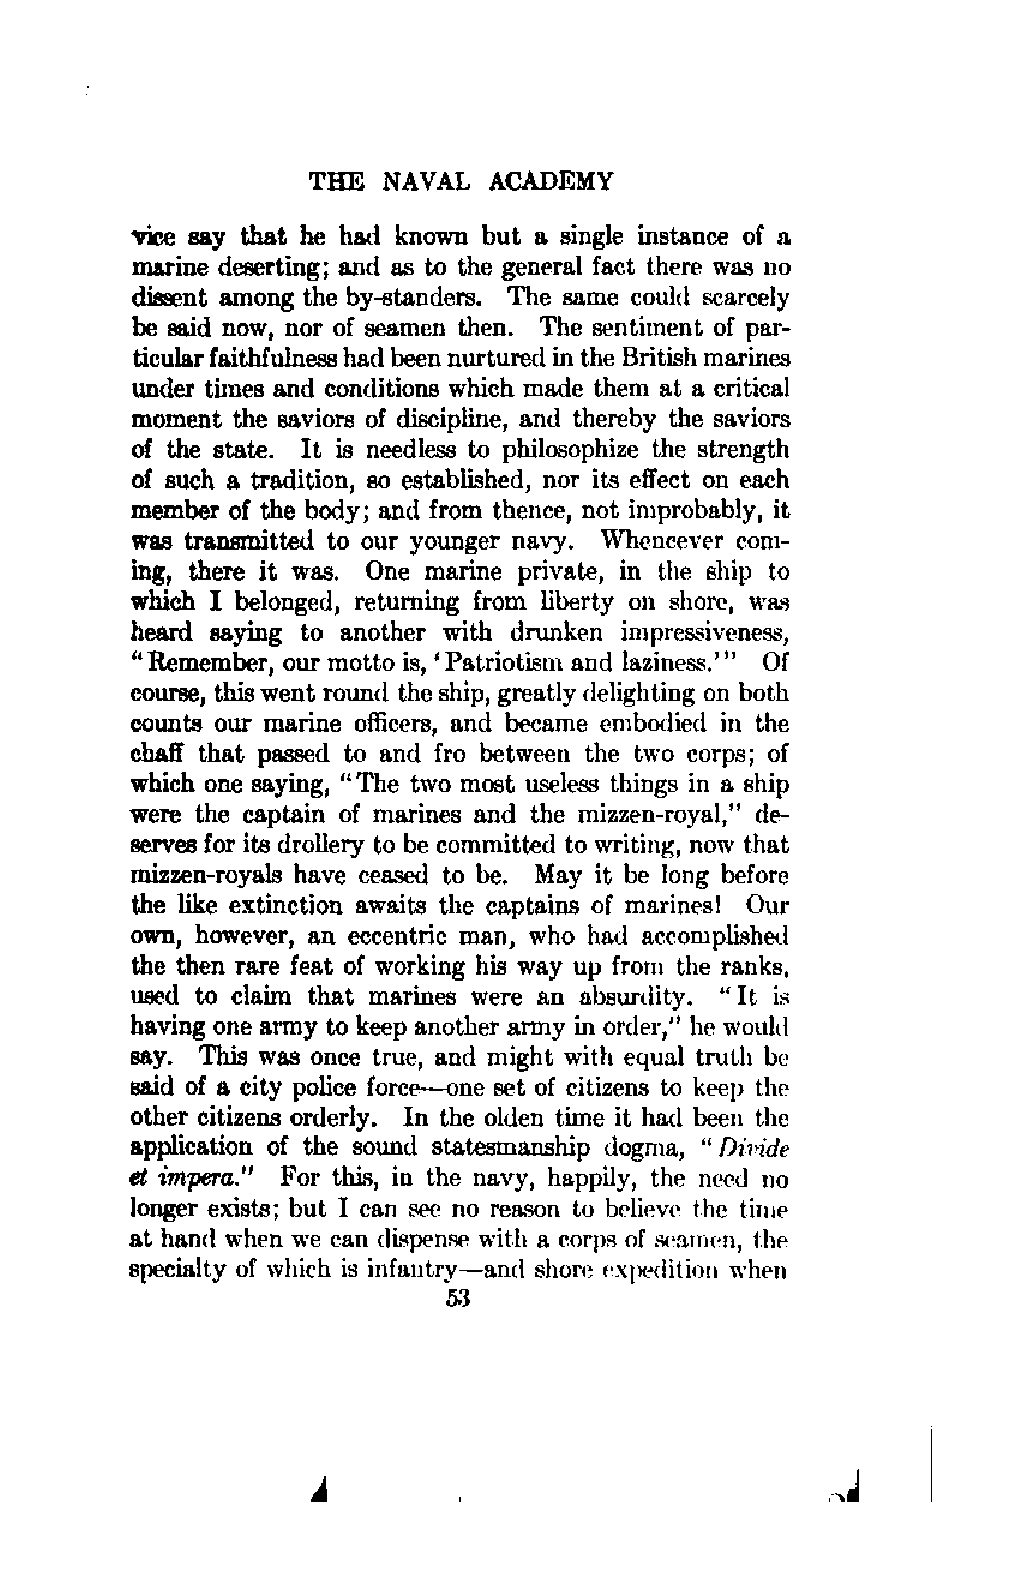 THE NAVAL ACADEMY
vice say that he had known but a single instance of a
marine deserting; and as to the general fact there was no
dissent among the by-standers. The same could scarcely
be said now, nor of seamen then. The sentiment of par-
ticular faithfulness had been nurtured in the British marines
under times and conditions which made them at a critical
moment the saviors of discipline, and thereby the saviors
of the state. It is needless to philosophize the strength
of such a tradition, so established, nor its effect on each
member of the body; and from thence, not improbably, it
was transmitted to our younger navy. Whencever com-
ing, there it was. One marine private, in the ship to
which I belonged, returning from liberty on shore, was
heard saying to another with drunken impressiveness,
"Remember, our motto is, 'Patriotism and laziness.'" Of
course, this went round the ship, greatly delighting on both
counts our marine officers, and became embodied in the
chaff that passed to and fro between the two corps; of
which one saying, "The two most useless things in a ship
were the captain of marines and the mizzen-royal," de-
serves for its drollery to be committed to writing, now that
mizzen-royals have ceased to be. May it be long before
the like extinction awaits the captains of marines! Our
own, however, an eccentric man, who had accomplished
the then rare feat of working his way up from the ranks,
used to claim that marines were an absurdity. "It is
having one army to keep another army in order," he would
say. This was once true, and might with equal truth be
said of a city police force—one set of citizens to keep the
other citizens orderly. In the olden time it had been the
application of the sound statesmanship dogma, "Divide
et impera." For this, in the navy, happily, the need no
longer exists; but I can see no reason to believe the time
at hand when we can dispense with a corps of seamen, the
specialty of which is infantry—and shore expedition when
53